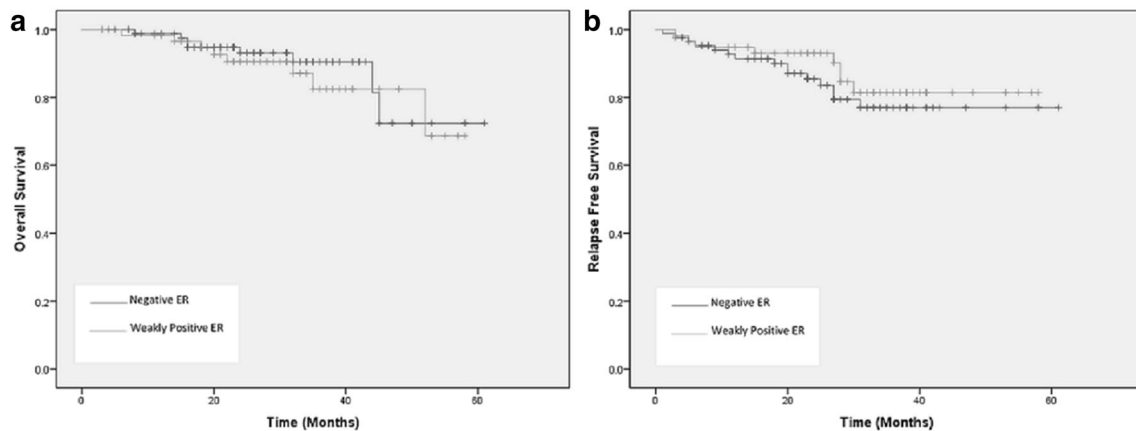 a
1.0
0.8
0.6
0.4
0.2
0.0
Overall Survival
Negative ER
Weakly Positive ER
0
20
40
60
Time (Months)
b
1.0
0.8
0.6
0.4
0.2
0.0
Relapse Free Survival
Negative ER
Weakly Positive ER
0
20
40
60
Time (Months)